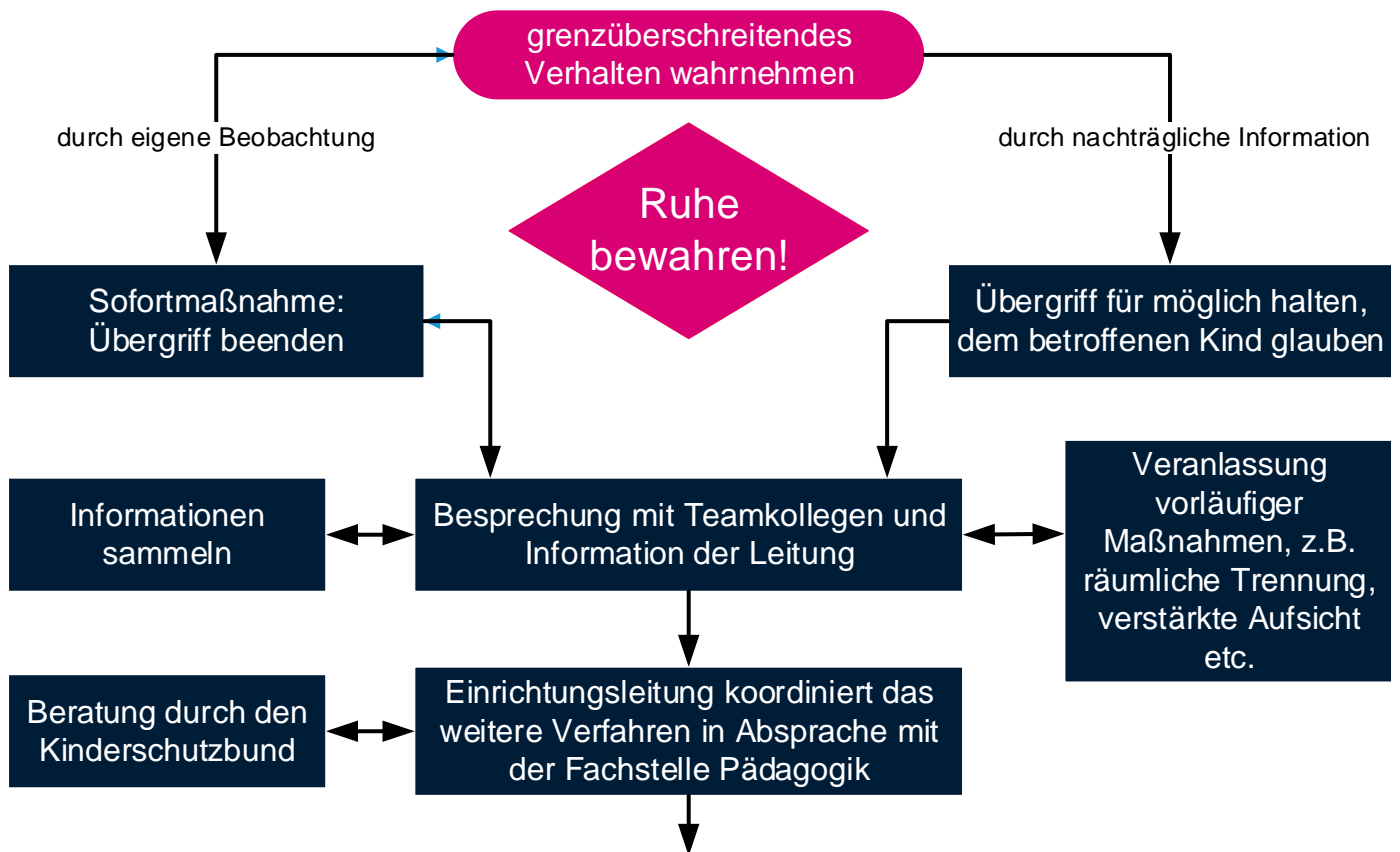 grenzüberschreitendes
Verhalten wahrnehmen
durch eigene Beobachtung
durch nachträgliche Information
Ruhe
bewahren!
Sofortmaßnahme:
Übergriff beenden
Übergriff für möglich halten,
dem betroffenen Kind glauben
Informationen
sammeln
Besprechung mit Teamkollegen und
Information der Leitung
Veranlassung
vorläufiger
Maßnahmen, z.B.
räumliche Trennung,
verstärkte Aufsicht
etc.
Beratung durch den
Kinderschutzbund
Einrichtungsleitung koordiniert das
weitere Verfahren in Absprache mit
der Fachstelle Pädagogik